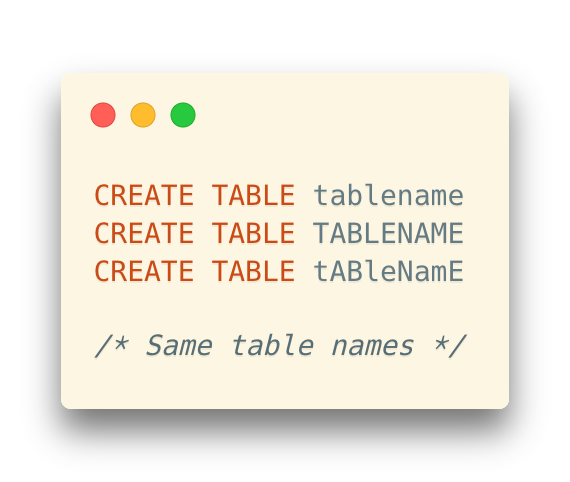 CREATE TABLE tablename
CREATE TABLE TABLENAME
CREATE TABLE tABleNamE
/* Same table names */